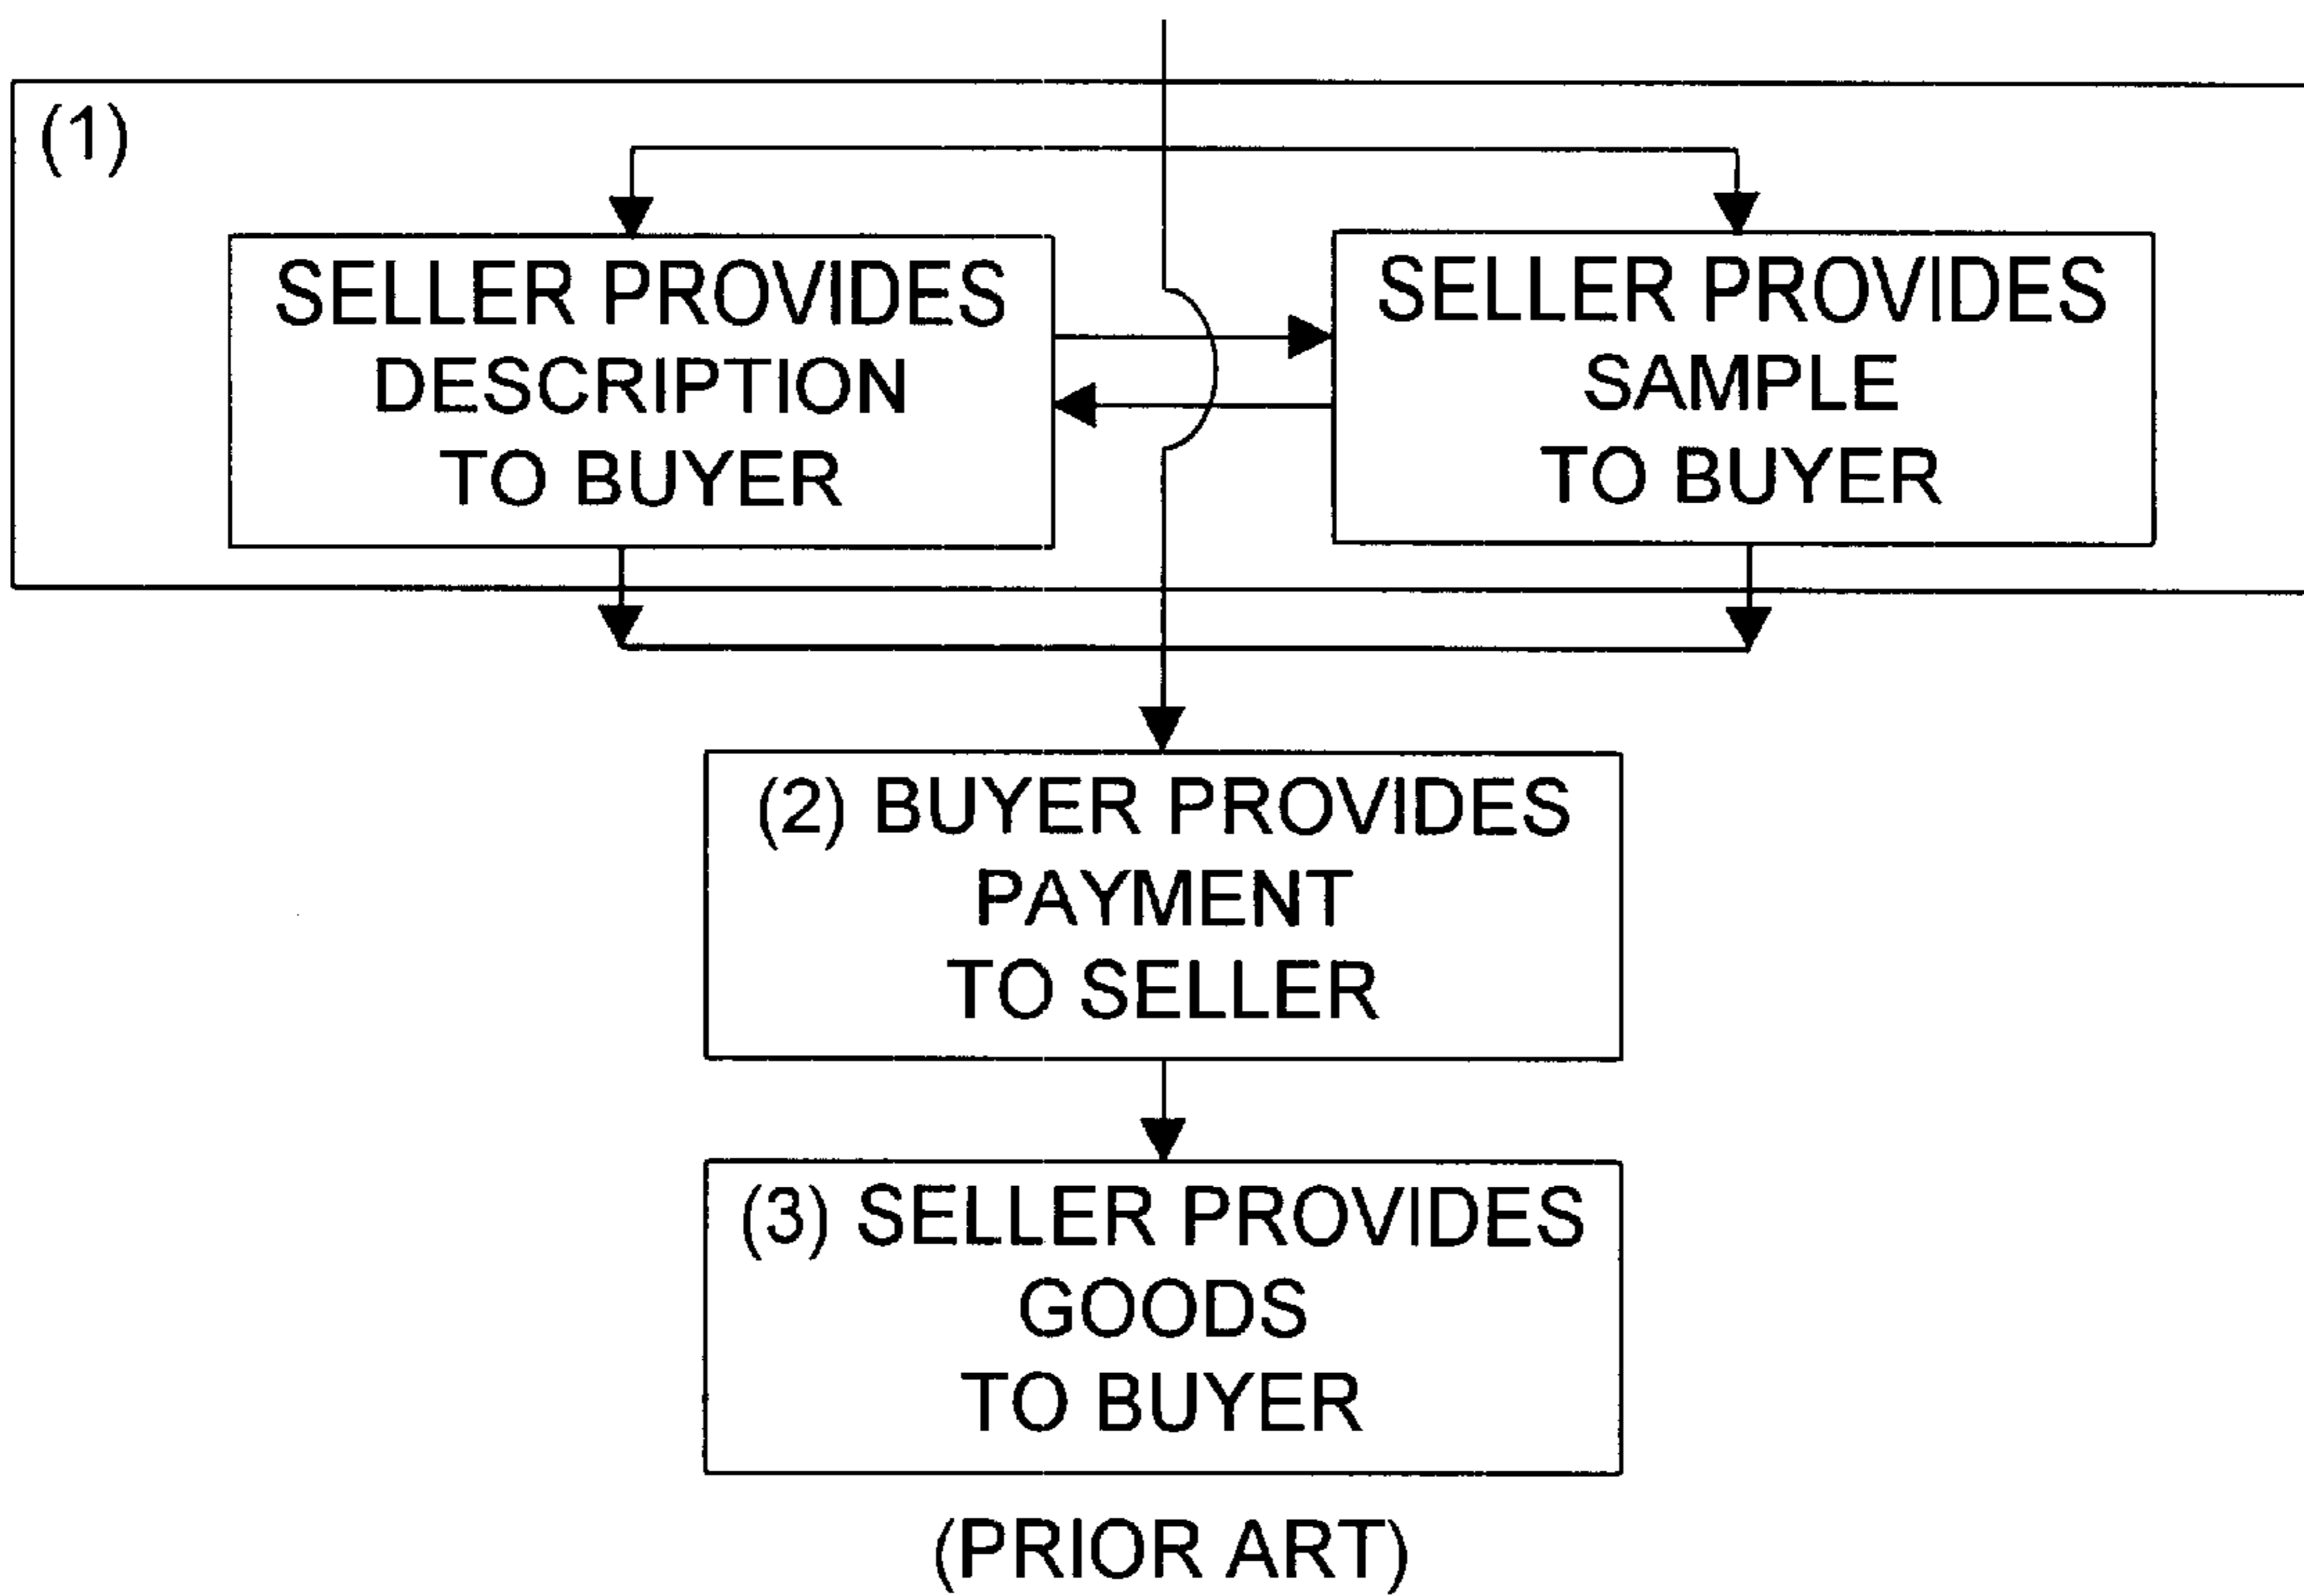 (1)
SELLER PROVIDES
DESCRIPTION
TO BUYER
SELLER PROVIDES
SAMPLE
TO BUYER
(2) BUYER PROVIDES
PAYMENT
TO SELLER
(3) SELLER PROVIDES
GOODS
TO BUYER
(PRIOR ART)